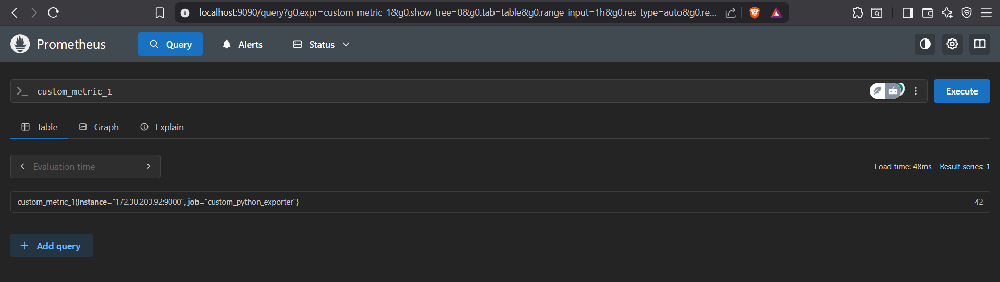 localhost:9090/query?g0.expr=custom_metric_1&g0.show_tree=0&g0.tab=table&g0.range_input=1h&g0.res_type=auto&g0.re...
Prometheus Query Alerts Status
custom_metric_1 Execute
Table Graph Explain
Evaluation time Load time: 48ms Result series: 1
custom_metric_1{instance="172.30.203.92:9000", job="custom_python_exporter"} 42
Add query